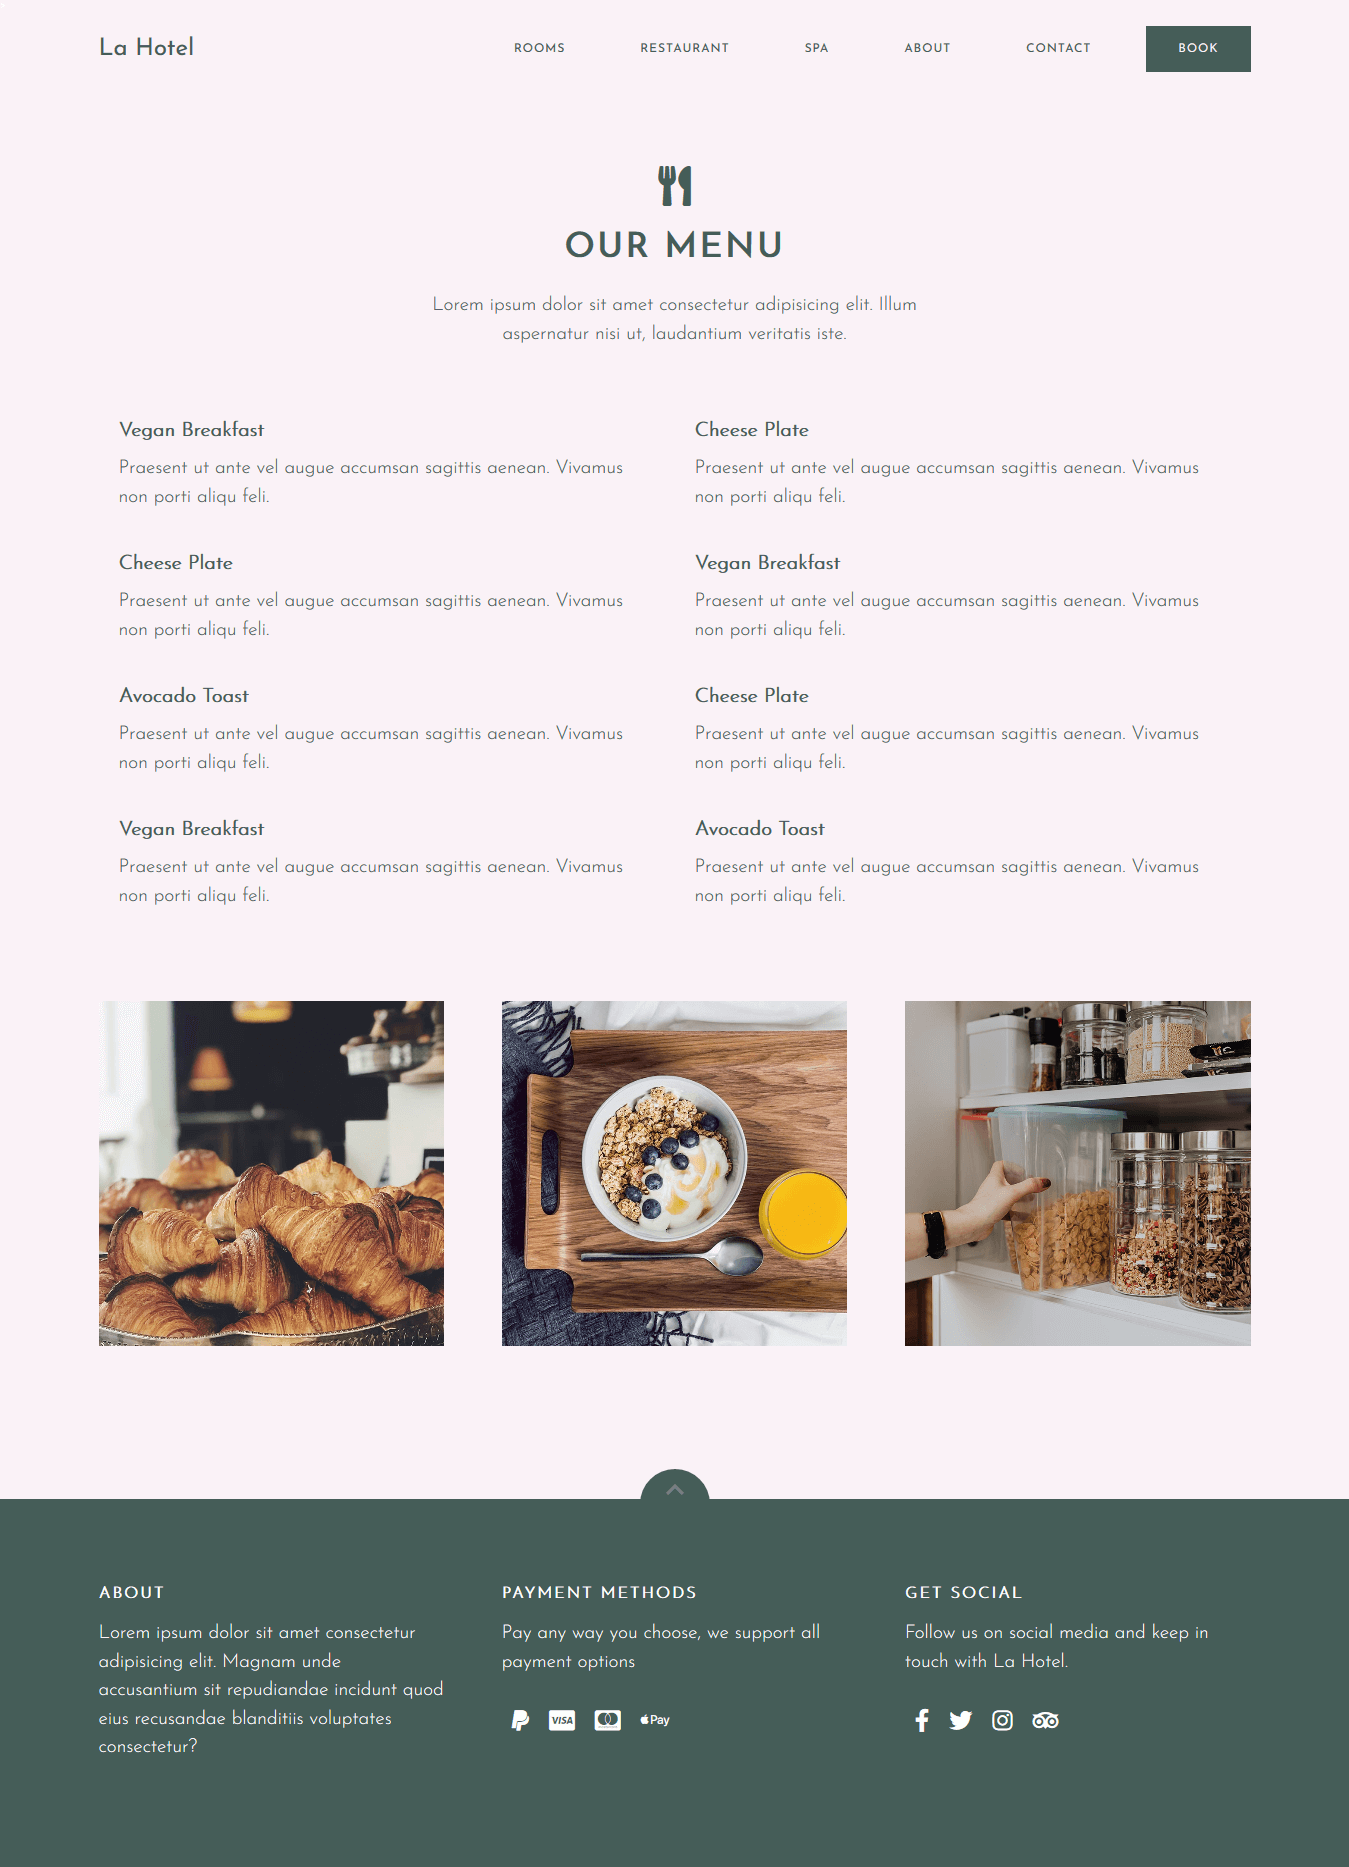 La Hotel
ROOMS
RESTAURANT
SPA
ABOUT
CONTACT
BOOK
OUR MENU
Lorem ipsum dolor sit amet consectetur adipisicing elit. Illum
aspernatur nisi ut, laudantium veritatis iste.
Vegan Breakfast
Praesent ut ante vel augue accumsan sagittis aenean. Vivamus
non porti aliqu feli.
Cheese Plate
Praesent ut ante vel augue accumsan sagittis aenean. Vivamus
non porti aliqu feli.
Cheese Plate
Praesent ut ante vel augue accumsan sagittis aenean. Vivamus
non porti aliqu feli.
Vegan Breakfast
Praesent ut ante vel augue accumsan sagittis aenean. Vivamus
non porti aliqu feli.
Avocado Toast
Praesent ut ante vel augue accumsan sagittis aenean. Vivamus
non porti aliqu feli.
Cheese Plate
Praesent ut ante vel augue accumsan sagittis aenean. Vivamus
non porti aliqu feli.
Vegan Breakfast
Praesent ut ante vel augue accumsan sagittis aenean. Vivamus
non porti aliqu feli.
Avocado Toast
Praesent ut ante vel augue accumsan sagittis aenean. Vivamus
non porti aliqu feli.
ABOUT
Lorem ipsum dolor sit amet consectetur
adipisicing elit. Magnam unde
accusantium sit repudiandae incidunt quod
eius recusandae blanditiis voluptates
consectetur?
PAYMENT METHODS
Pay any way you choose, we support all
payment options
VISA
Pay
GET SOCIAL
Follow us on social media and keep in
touch with La Hotel.